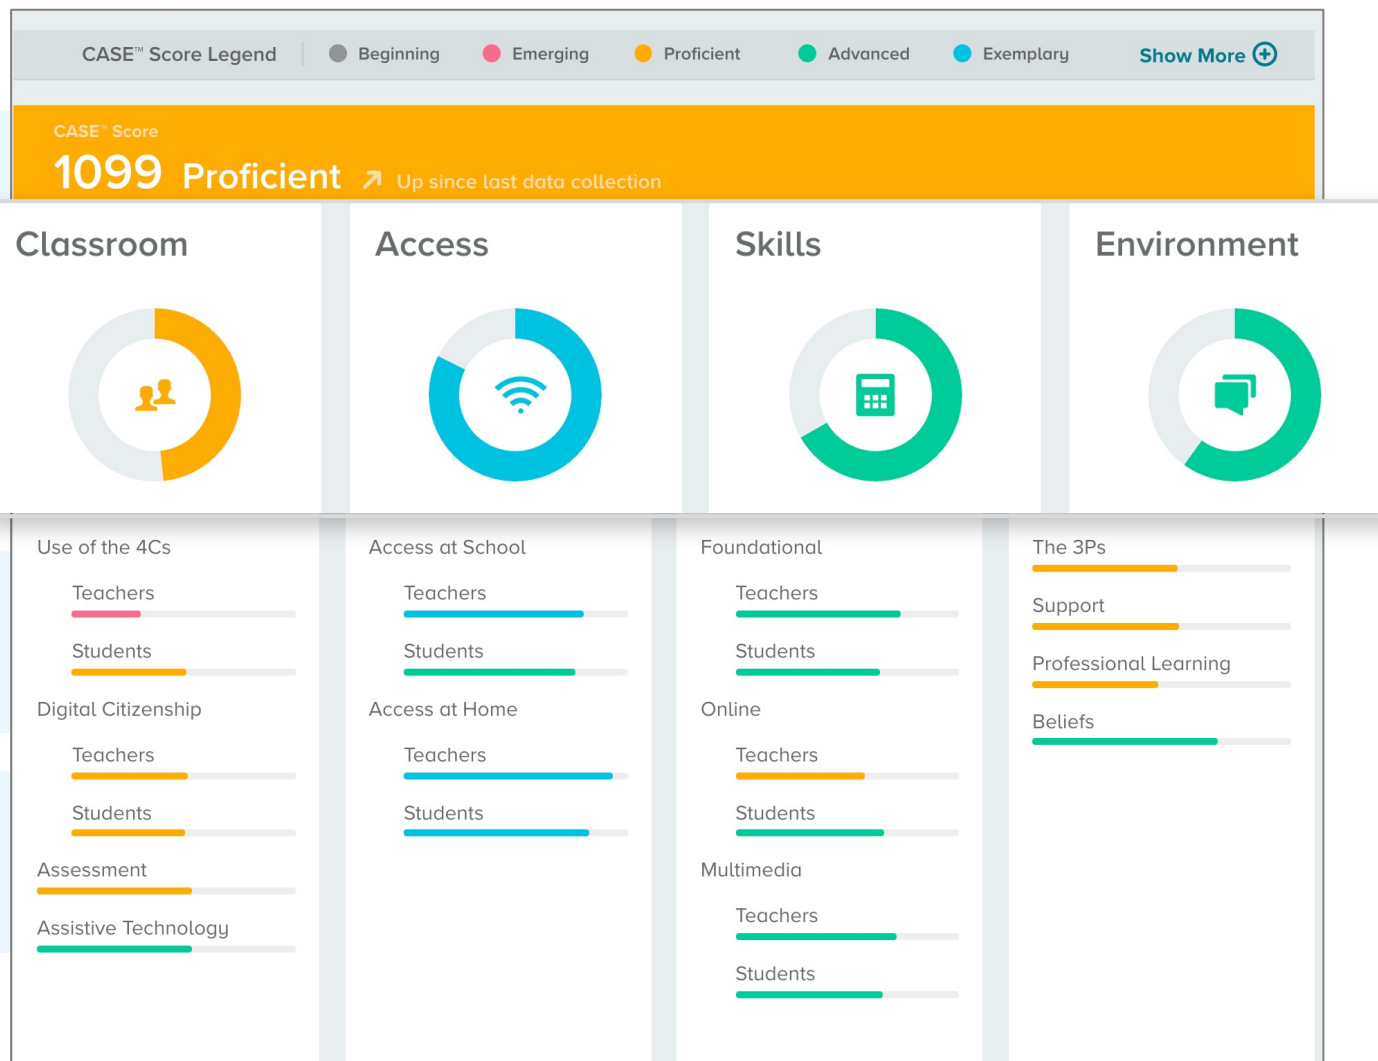 CASE™ Score Legend
Beginning
Emerging
Proficient
Advanced
Exemplary
Show More
CASE™ Score
1099 Proficient
Up since last data collection
Classroom
Access
Skills
Environment
Use of the 4Cs
Teachers
Students
Digital Citizenship
Teachers
Students
Assessment
Assistive Technology
Access at School
Teachers
Students
Access at Home
Teachers
Students
Foundational
Teachers
Students
Online
Teachers
Students
Multimedia
Teachers
Students
The 3Ps
Support
Professional Learning
Beliefs